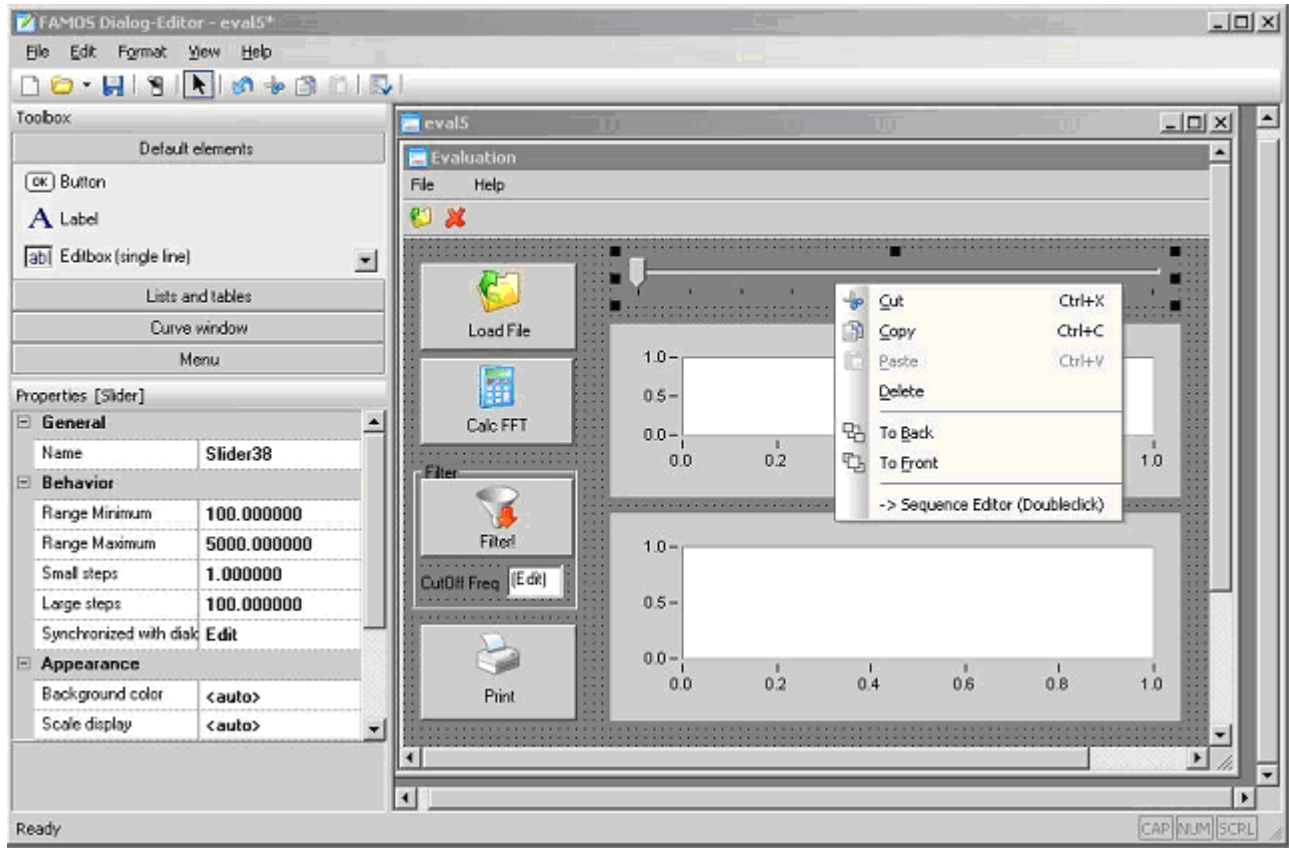 FAMOS Dialog-Editor - eval5*
File Edit Format View Help
Toolbox
Default elements
OK Button
A Label
ab Editbox (single line)
Lists and tables
Curve window
Menu
Properties [Slider]
General
Name Slider38
Behavior
Range Minimum 100.000000
Range Maximum 5000.000000
Small steps 1.000000
Large steps 100.000000
Synchronized with dialo Edit
Appearance
Background color <auto>
Scale display <auto>
eval5
Evaluation
File Help
Load File
Calc FFT
Filter
Filter!
CutOff Freq (Edit)
Print
1.0
0.5
0.0
0.0 0.2 1.0
Cut Ctrl+X
Copy Ctrl+C
Paste Ctrl+V
Delete
To Back
To Front
-> Sequence Editor (Doubleclick)
1.0
0.5
0.0
0.0 0.2 0.4 0.6 0.8 1.0
Ready
CAP NUM SCRL